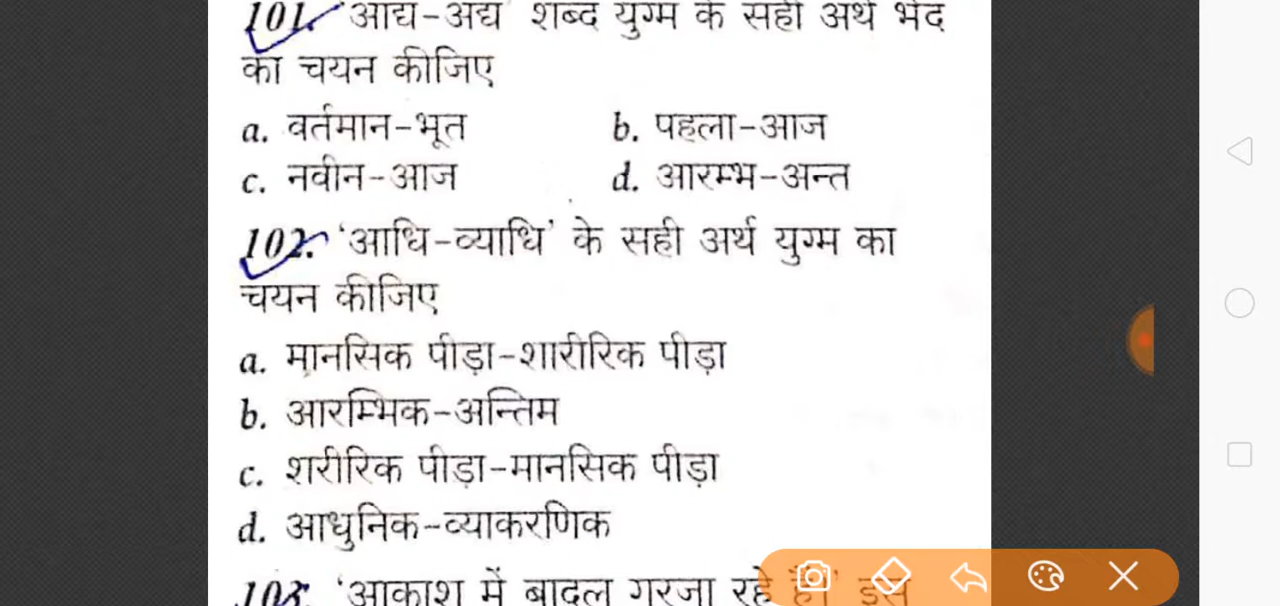 101. 'आद्य-अद्य' शब्द युग्म के सही अर्थ भेद
का चयन कीजिए
a. वर्तमान-भूत b. पहला-आज
c. नवीन-आज d. आरम्भ-अन्त
102. 'आधि-व्याधि' के सही अर्थ युग्म का
चयन कीजिए
a. मानसिक पीड़ा-शारीरिक पीड़ा
b. आरम्भिक-अन्तिम
c. शरीरिक पीड़ा-मानसिक पीड़ा
d. आधुनिक-व्याकरणिक
103. 'आकाश में बादल गरजा रहे हैं।' इस